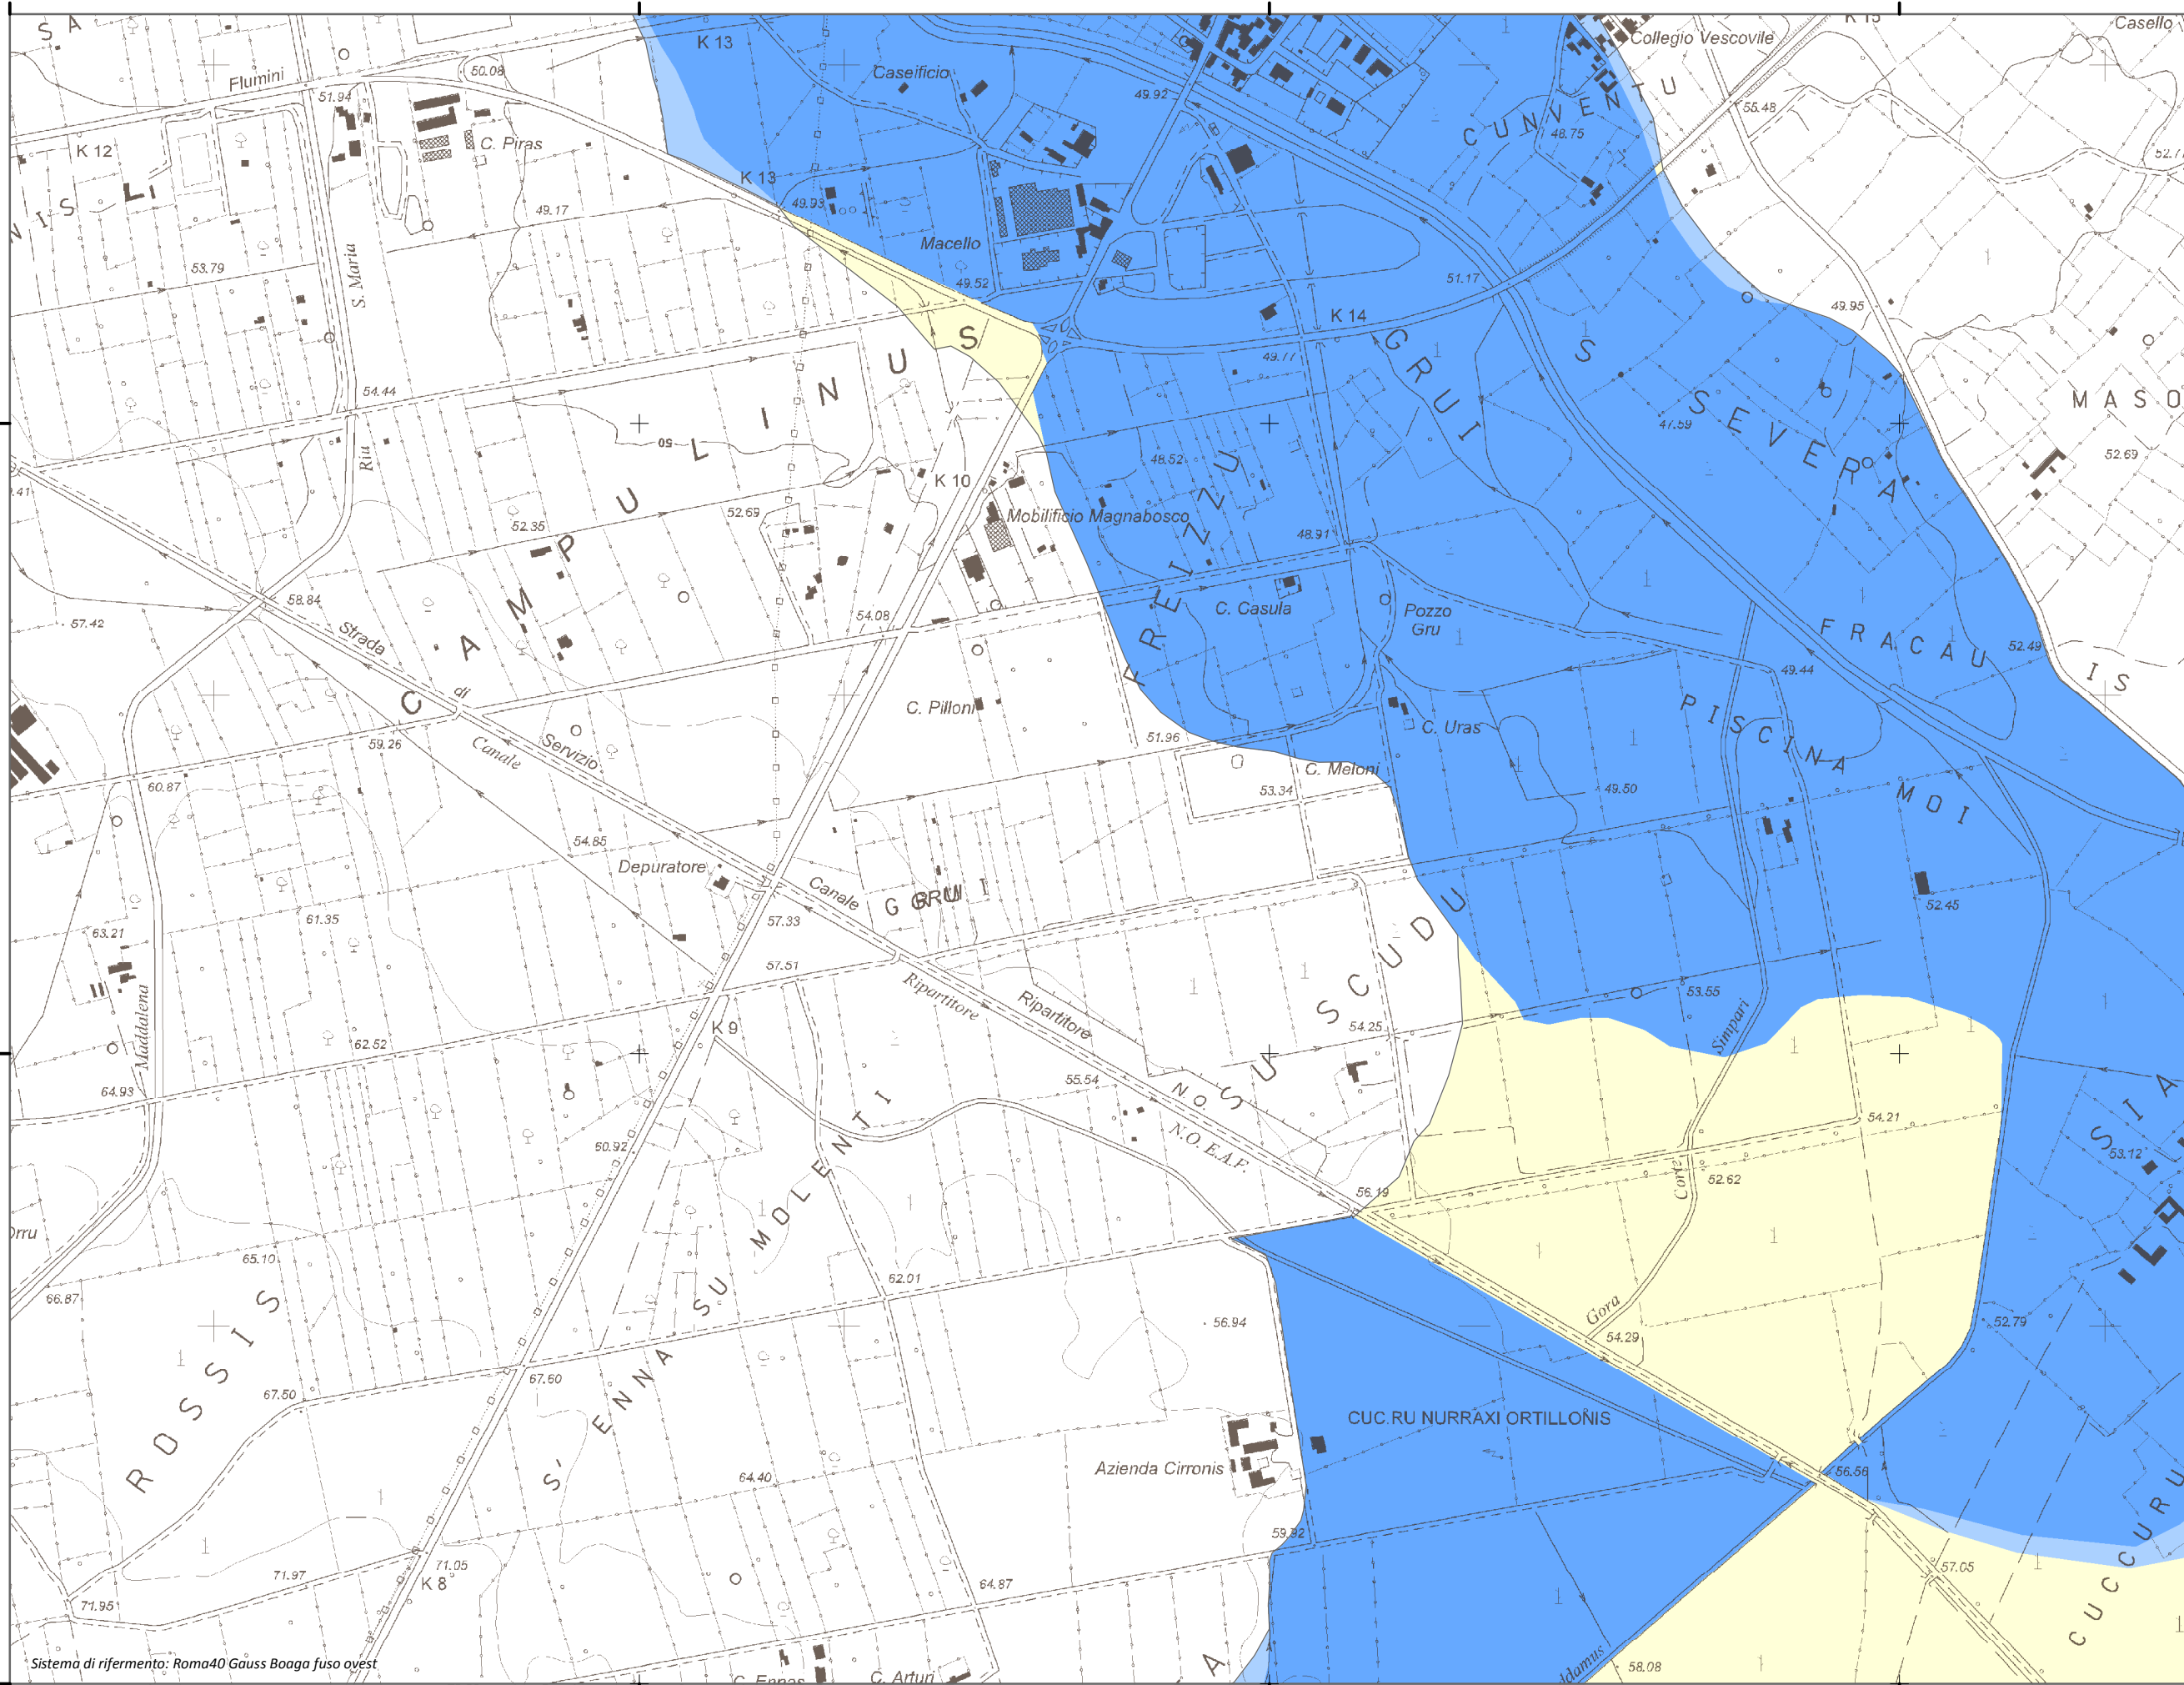 S A
Flumini
50.08
51.94
K 12
C. Piras
K 13
Caseificio
49.92
K 15
Collegio Vescovile
Casello
C U N V E N T U
48.75
55.48
N I S
53.79
S. Maria
49.17
K 13
49.93
Macello
49.52
51.17
K 14
49.77
49.95
G R U I
S
S E V E R A
47.59
M A S O
52.69
54.44
Riu
50
C A M P U L I N U S
K 10
Mobilificio Magnabosco
52.35
52.69
48.52
48.91
F R E I Z Z U
.41
57.42
58.84
Strada
di
Servizio
Canale
54.08
C. Casula
Pozzo
Gru
F R A C A U
52.49
I S
49.44
C. Pilloni
59.26
60.87
51.96
C. Uras
C. Meloni
53.34
P I S C I N A
M O I
49.50
54.85
Depuratore
Canale
G RUI
52.45
63.21
61.35
57.33
57.51
Ripartitore
Ripartitore
S U S C U D U
53.55
54.25
K 9
Maddalena
62.52
64.93
55.54
N. O.
N.O. E.A.F.
Simpari
54.21
S I A
53.12
60.92
56.19
Core
52.62
Orru
65.10
66.87
62.01
56.94
Gora
54.29
52.79
R O S S I S
67.50
67.60
S' E N N A S U M O L E N T I
CUC.RU NURRAXI ORTILLONIS
64.40
Azienda Cirronis
56.56
59.92
C U C C U R U
57.05
71.05
K 8
71.97
71.95
64.87
A
58.08
Sistema di rifermento: Roma40 Gauss Boaga fuso ovest
C. Ennas
C. Arturi